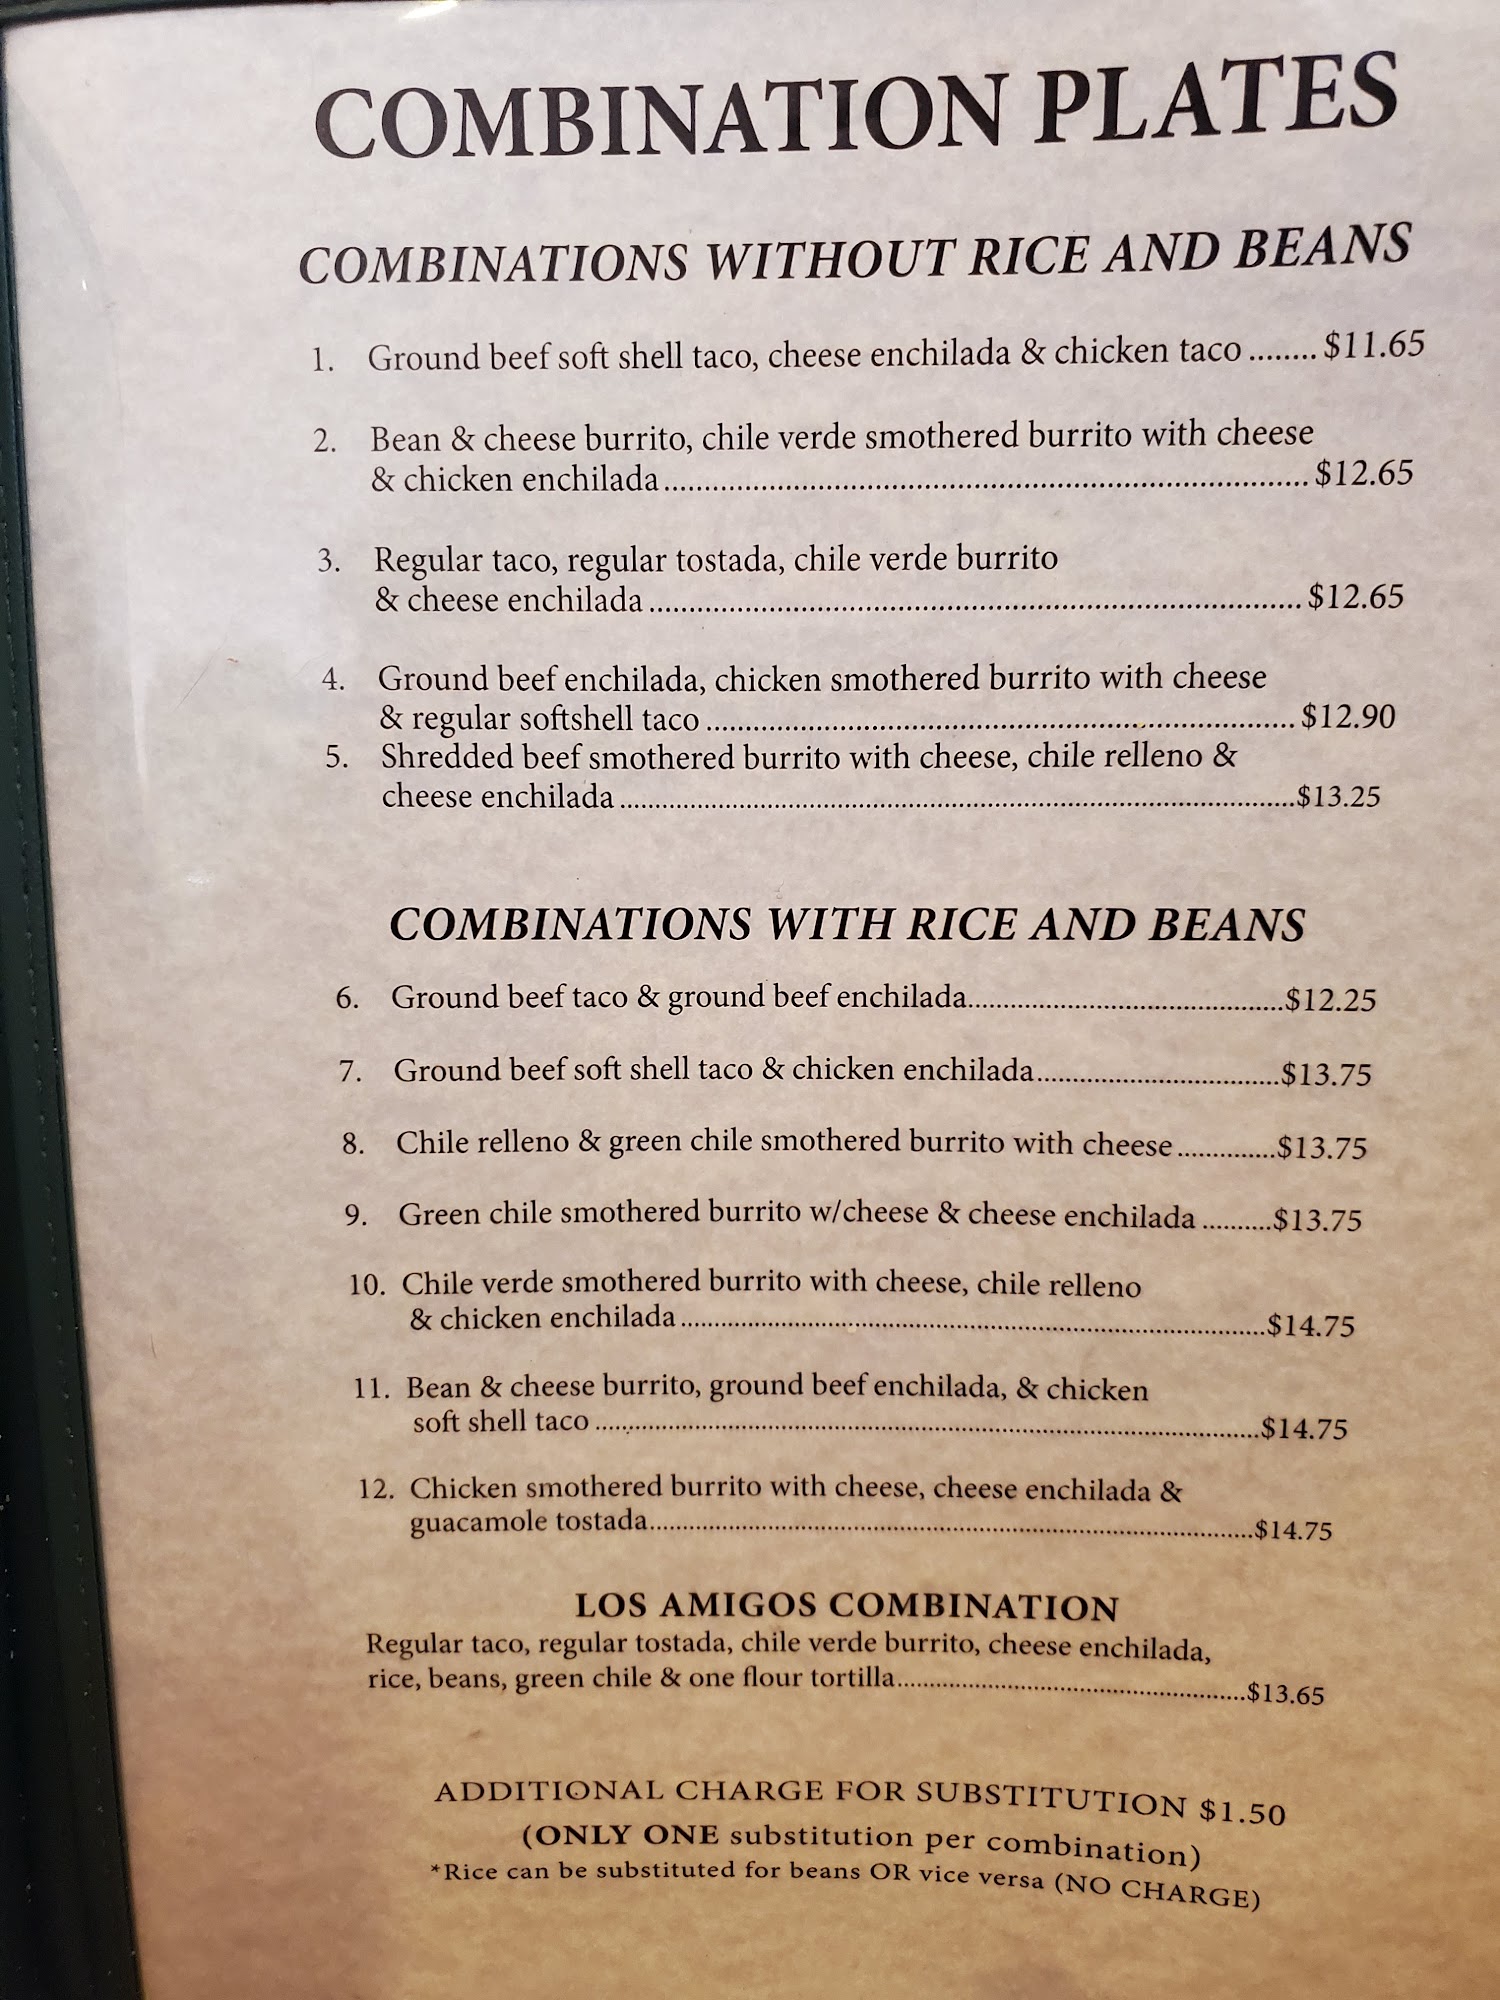 COMBINATION PLATES
COMBINATIONS WITHOUT RICE AND BEANS
1. Ground beef soft shell taco, cheese enchilada & chicken taco ........ $11.65
2. Bean & cheese burrito, chile verde smothered burrito with cheese
& chicken enchilada ................................................................................ $12.65
3. Regular taco, regular tostada, chile verde burrito
& cheese enchilada ................................................................................ $12.65
4. Ground beef enchilada, chicken smothered burrito with cheese
& regular softshell taco ........................................................................ $12.90
5. Shredded beef smothered burrito with cheese, chile relleno &
cheese enchilada ...................................................................................$13.25
COMBINATIONS WITH RICE AND BEANS
6. Ground beef taco & ground beef enchilada.......................................$12.25
7. Ground beef soft shell taco & chicken enchilada..............................$13.75
8. Chile relleno & green chile smothered burrito with cheese .............$13.75
9. Green chile smothered burrito w/cheese & cheese enchilada ..........$13.75
10. Chile verde smothered burrito with cheese, chile relleno
& chicken enchilada ............................................................................$14.75
11. Bean & cheese burrito, ground beef enchilada, & chicken
soft shell taco .......................................................................................$14.75
12. Chicken smothered burrito with cheese, cheese enchilada &
guacamole tostada................................................................................$14.75
LOS AMIGOS COMBINATION
Regular taco, regular tostada, chile verde burrito, cheese enchilada,
rice, beans, green chile & one flour tortilla..............................................$13.65
ADDITIONAL CHARGE FOR SUBSTITUTION $1.50
(ONLY ONE substitution per combination)
*Rice can be substituted for beans OR vice versa (NO CHARGE)